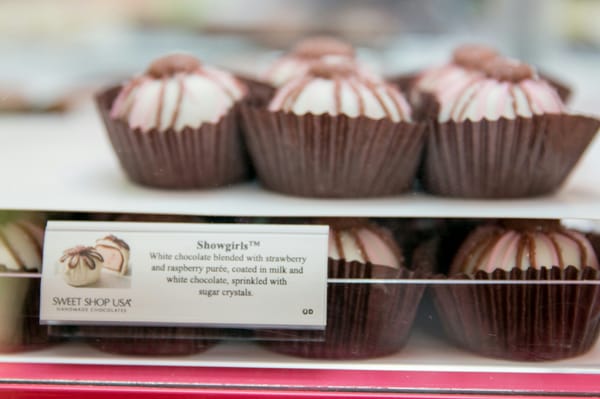 Showgirls™
White chocolate blended with strawberry
and raspberry purée, coated in milk and
white chocolate, sprinkled with
sugar crystals.
SWEET SHOP USA
HANDMADE CHOCOLATES
ⓊD